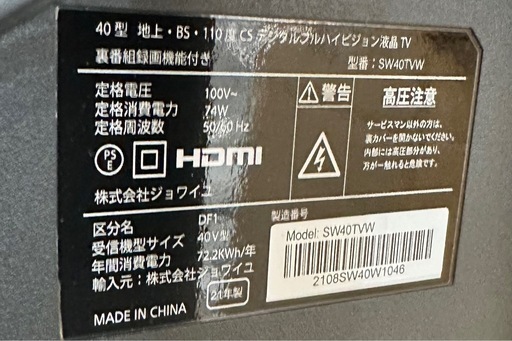 40型 地上・BS・110度CSデジタルフルハイビジョン液晶TV
裏番組録画機能付き
型番：SW40TVW
定格電圧 100V~
定格消費電力 74W
定格周波数 50/60 Hz
PS
E
HDMI
株式会社ジョワイユ
警告
高圧注意
サービスマン以外の方は、
裏カバーを開かないでください。
内部には高圧部分があり、
万が一触れると危険です。
区分名 DF1
受信機型サイズ 40V型
年間消費電力 72.2KWh/年
輸入元：株式会社ジョワイユ
21年製
MADE IN CHINA
製造番号
Model: SW40TVW
2108SW40W1046